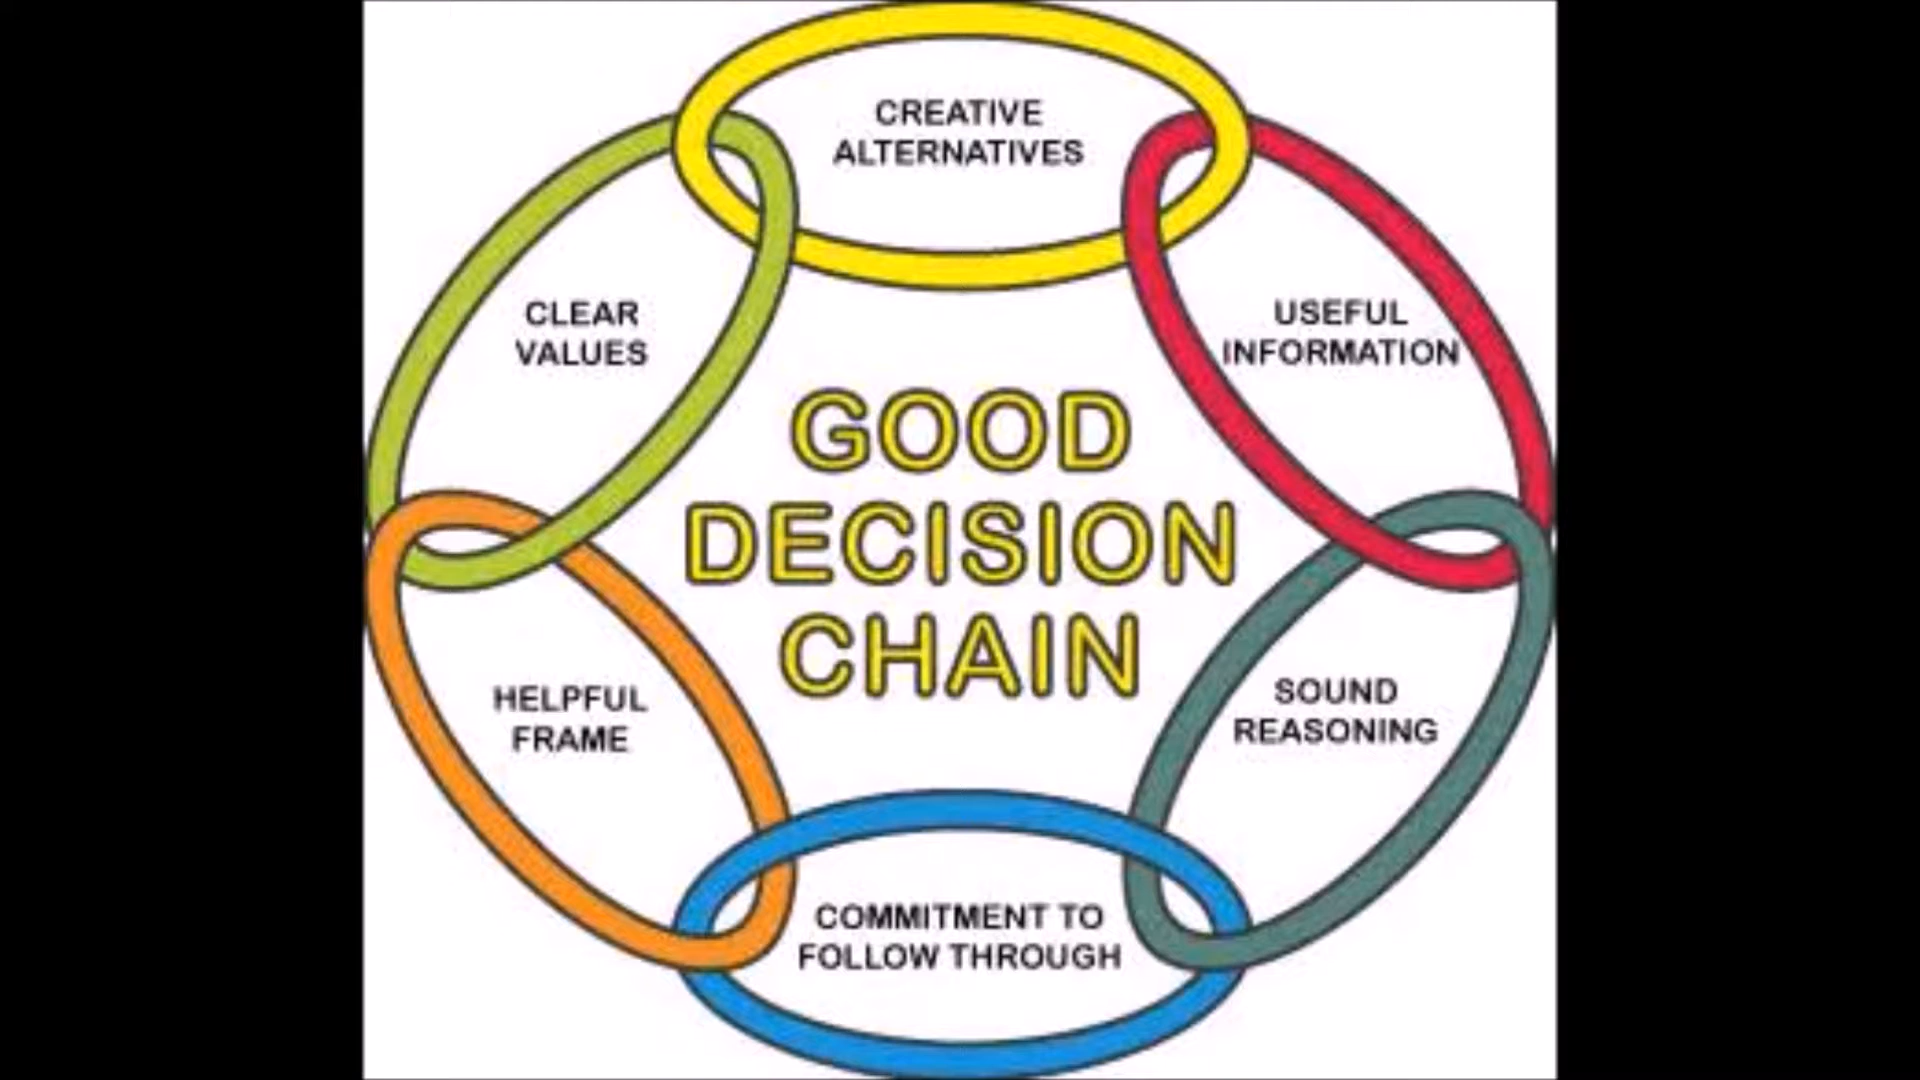 CREATIVE
ALTERNATIVES
CLEAR
VALUES
USEFUL
INFORMATION
GOOD
DECISION
CHAIN
HELPFUL
FRAME
SOUND
REASONING
COMMITMENT TO
FOLLOW THROUGH